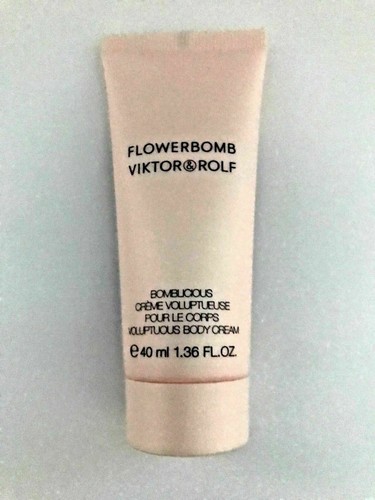 FLOWERBOMB
VIKTOR&ROLF
BOMBLICIOUS
CRÈME VOLUPTUEUSE
POUR LE CORPS
VOLUPTUOUS BODY CREAM
℮40 ml 1.36 FL.OZ.